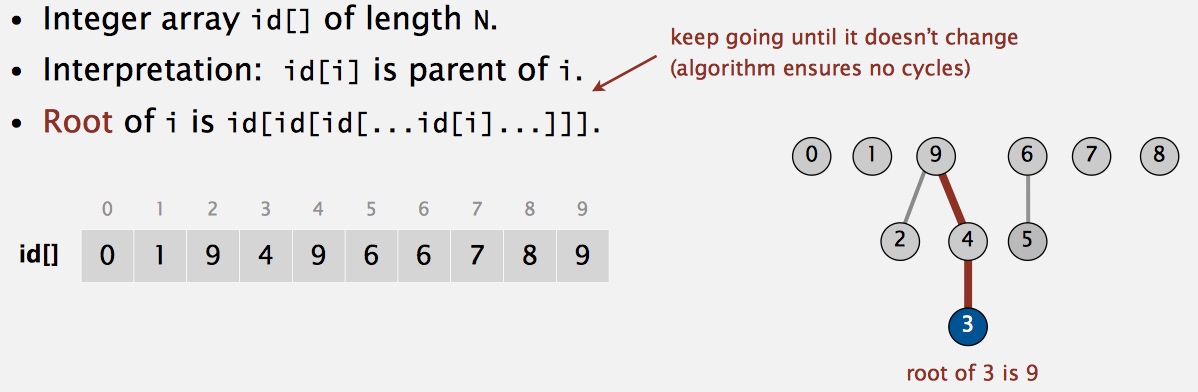 • Integer array id[] of length N.
• Interpretation: id[i] is parent of i.
• Root of i is id[id[id[...id[i]...]]].
keep going until it doesn’t change
(algorithm ensures no cycles)
0 1 2 3 4 5 6 7 8 9
id[] 0 1 9 4 9 6 6 7 8 9
0 1 9 6 7 8
2 4 5
3
root of 3 is 9